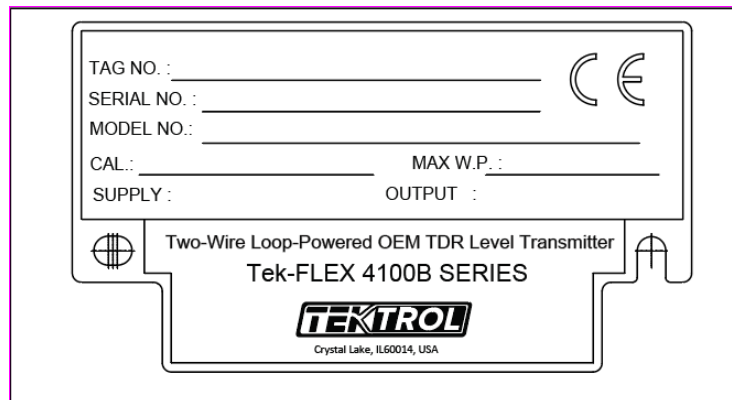 TAG NO. :
CE
SERIAL NO. :
MODEL NO.:
CAL.: MAX W.P. :
SUPPLY : OUTPUT :
Two-Wire Loop-Powered OEM TDR Level Transmitter
Tek-FLEX 4100B SERIES
TEKTROL
Crystal Lake, IL60014, USA